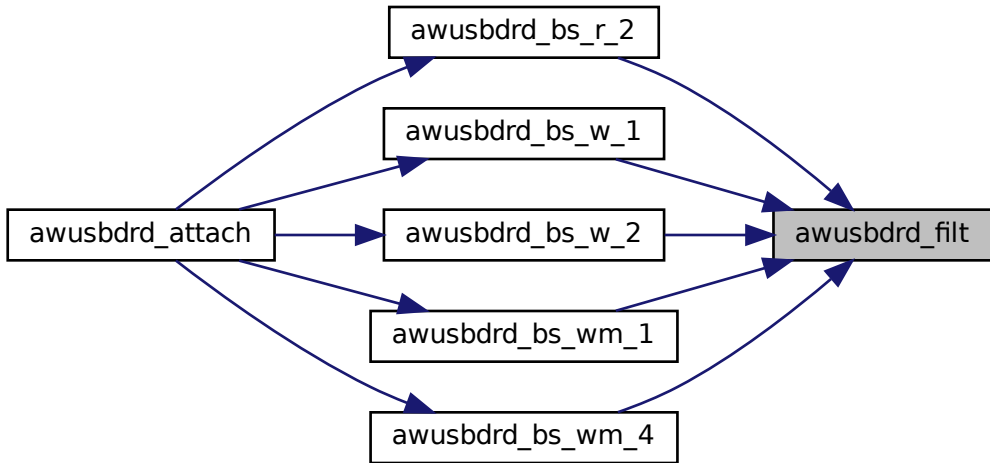 awusbdrd_bs_r_2
awusbdrd_bs_w_1
awusbdrd_attach
awusbdrd_bs_w_2
awusbdrd_filt
awusbdrd_bs_wm_1
awusbdrd_bs_wm_4